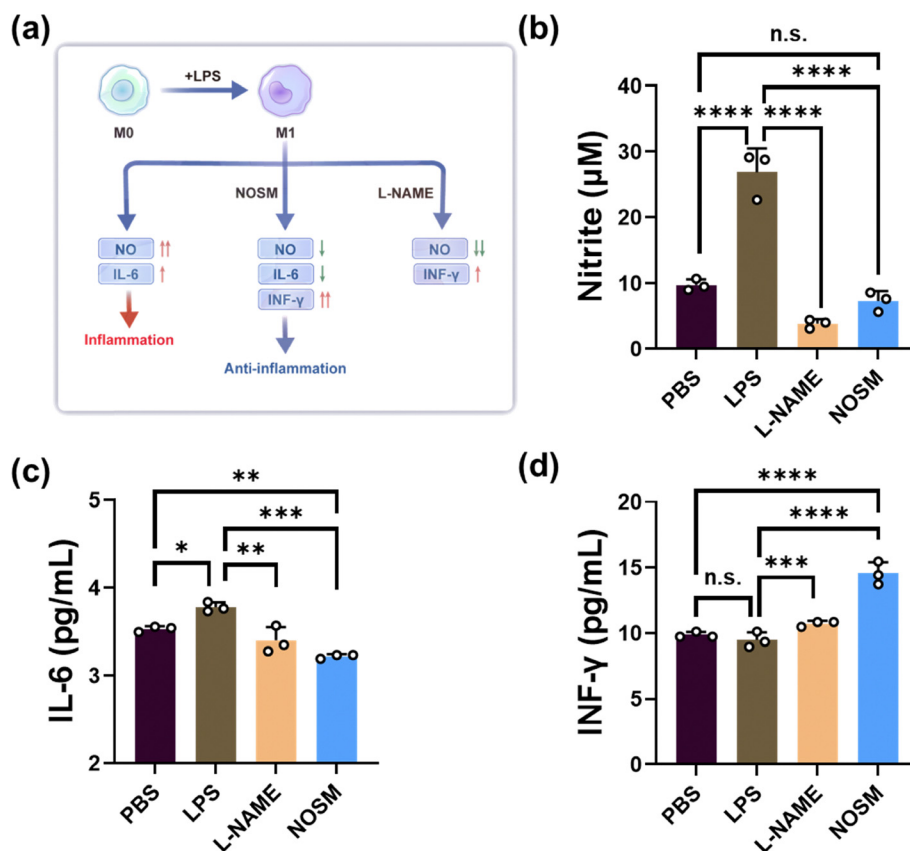 (a)
+LPS
M0
M1
NOSM
L-NAME
NO ↑↑
IL-6 ↑
Inflammation
NO ↓
IL-6 ↓
INF-γ ↑↑
Anti-inflammation
NO ↓↓
INF-γ ↑
(b)
n.s.
****
**** ****
Nitrite (μM)
40
30
20
10
0
PBS
LPS
L-NAME
NOSM
(c)
**
***
* **
IL-6 (pg/mL)
5
4
3
2
PBS
LPS
L-NAME
NOSM
(d)
****
****
n.s. ***
INF-γ (pg/mL)
20
15
10
5
0
PBS
LPS
L-NAME
NOSM